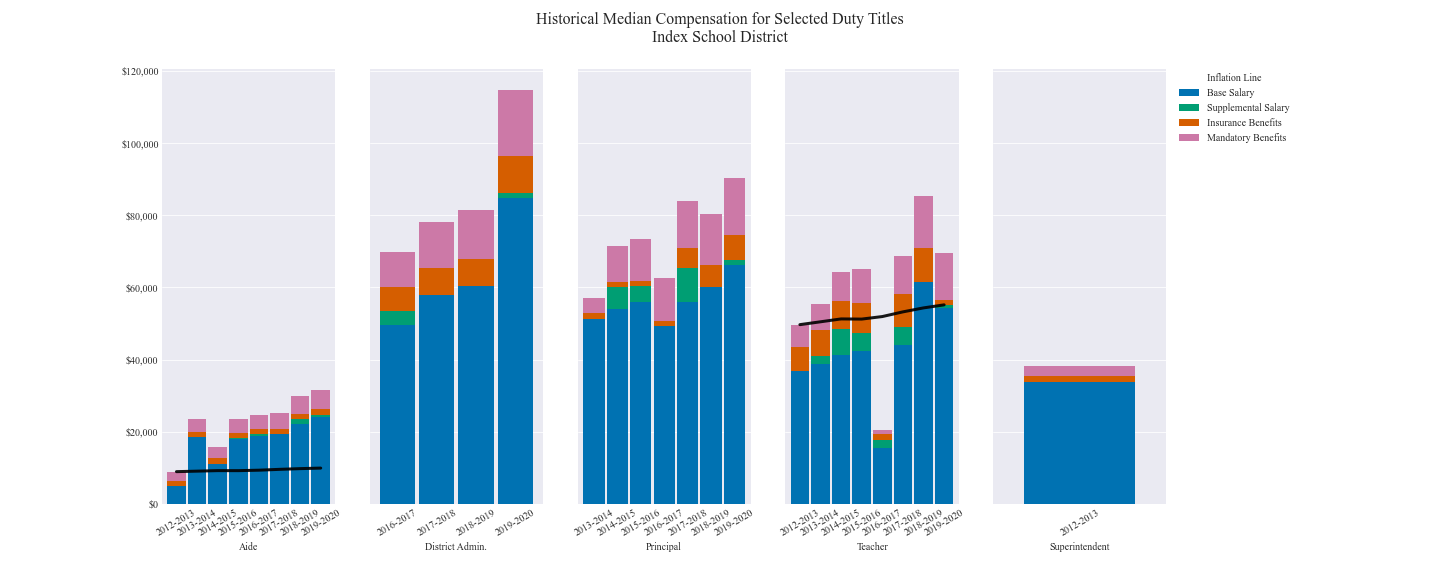 Historical Median Compensation for Selected Duty Titles
Index School District
$120,000
$100,000
$80,000
$60,000
$40,000
$20,000
$0
2012-2013
2013-2014
2014-2015
2015-2016
2016-2017
2017-2018
2018-2019
2019-2020
Aide
2016-2017
2017-2018
2018-2019
2019-2020
District Admin.
2013-2014
2014-2015
2015-2016
2016-2017
2017-2018
2018-2019
2019-2020
Principal
2012-2013
2013-2014
2014-2015
2015-2016
2016-2017
2017-2018
2018-2019
2019-2020
Teacher
2012-2013
Superintendent
Inflation Line
Base Salary
Supplemental Salary
Insurance Benefits
Mandatory Benefits